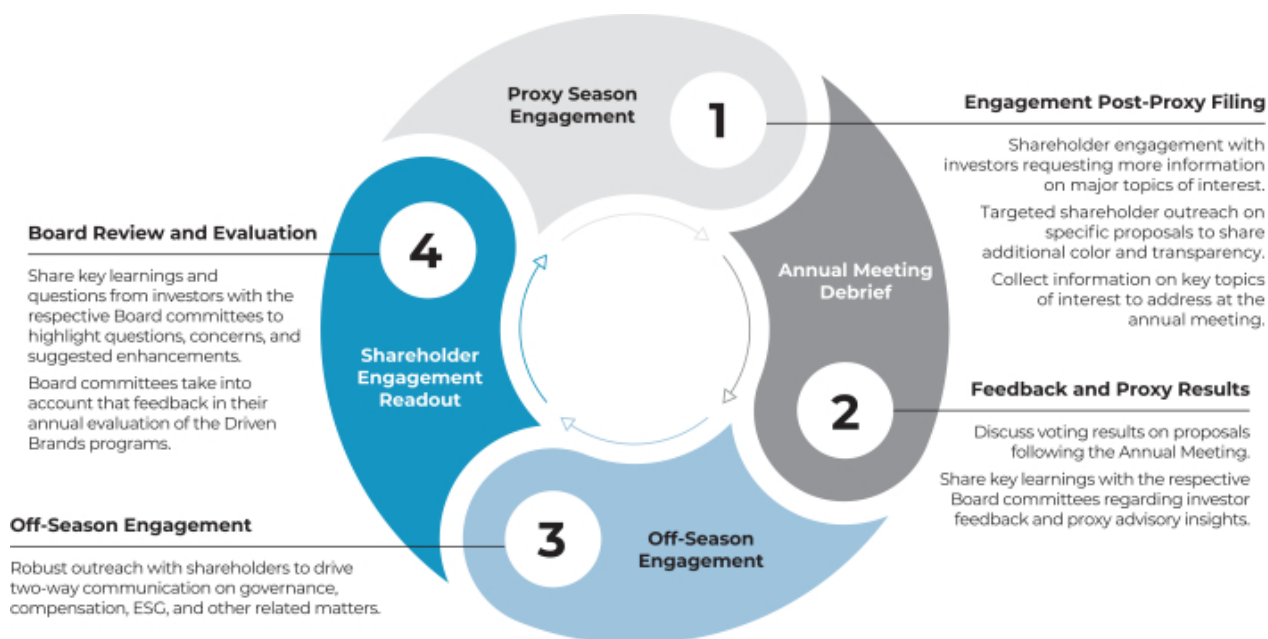 Proxy Season
Engagement
1
Engagement Post-Proxy Filing
Shareholder engagement with
investors requesting more information
on major topics of interest.
Targeted shareholder outreach on
specific proposals to share
additional color and transparency.
Collect information on key topics
of interest to address at the
annual meeting.
Annual Meeting
Debrief
2
Feedback and Proxy Results
Discuss voting results on proposals
following the Annual Meeting.
Share key learnings with the respective
Board committees regarding investor
feedback and proxy advisory insights.
Off-Season
Engagement
3
Off-Season Engagement
Robust outreach with shareholders to drive
two-way communication on governance,
compensation, ESG, and other related matters.
Shareholder
Engagement
Readout
4
Board Review and Evaluation
Share key learnings and
questions from investors with the
respective Board committees to
highlight questions, concerns, and
suggested enhancements.
Board committees take into
account that feedback in their
annual evaluation of the Driven
Brands programs.